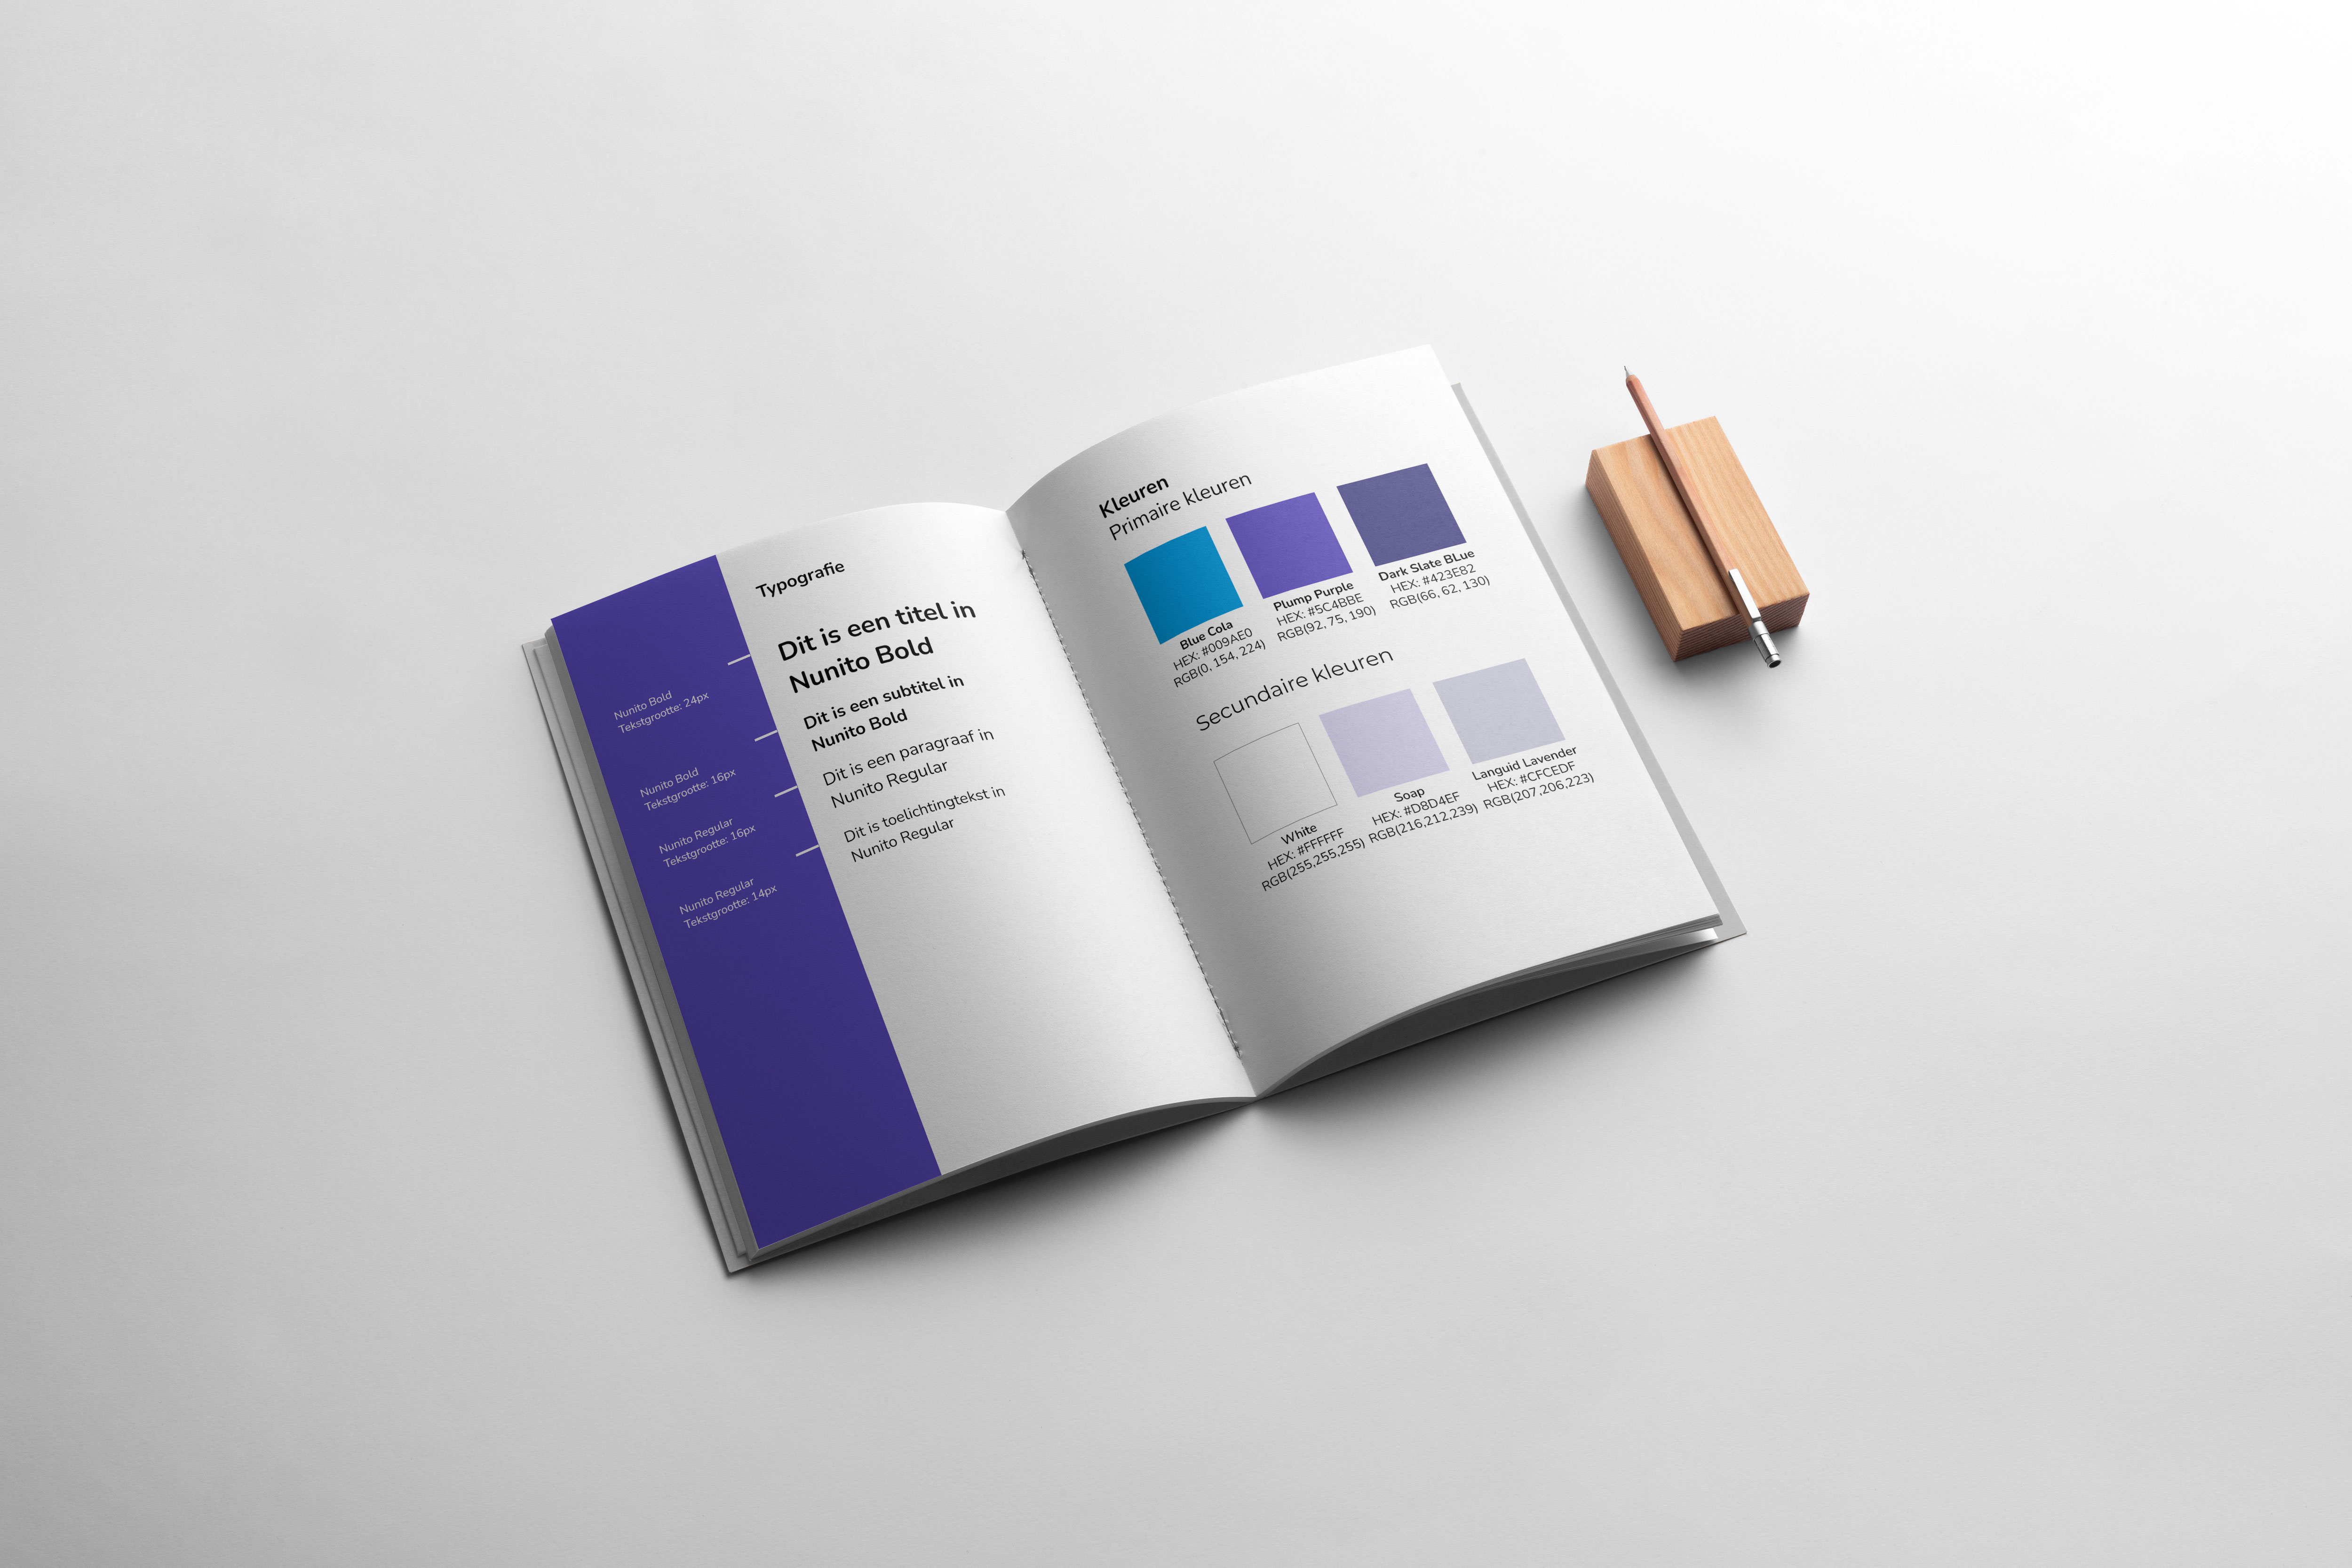 Typografie
Dit is een titel in
Nunito Bold
Dit is een subtitel in
Nunito Bold
Dit is een paragraaf in
Nunito Regular
Dit is toelichtingtekst in
Nunito Regular
Nunito Bold
Tekstgrootte: 24px
Nunito Bold
Tekstgrootte: 16px
Nunito Regular
Tekstgrootte: 16px
Nunito Regular
Tekstgrootte: 14px
Kleuren
Primaire kleuren
Blue Cola
HEX: #009AE0
RGB(0, 154, 224)
Plump Purple
HEX: #5C4BBE
RGB(92, 75, 190)
Dark Slate BLue
HEX: #423E82
RGB(66, 62, 130)
Secundaire kleuren
White
HEX: #FFFFFF
RGB(255,255,255)
Soap
HEX: #D8D4EF
RGB(216,212,239)
Languid Lavender
HEX: #CFCEDF
RGB(207,206,223)